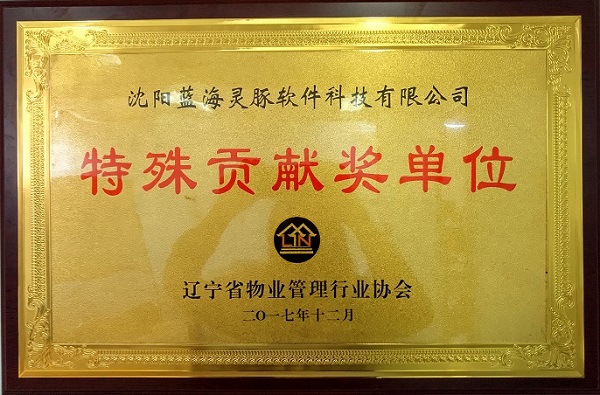 沈阳蓝海灵豚软件科技有限公司
特殊贡献奖单位
辽宁省物业管理行业协会
二〇一七年十二月